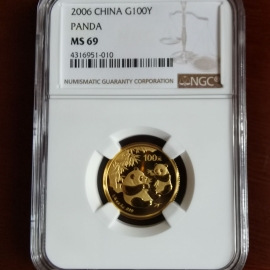 2006 CHINA G100Y
PANDA
MS 69
4316951-010
NUMISMATIC GUARANTY CORPORATION
NGC
100元